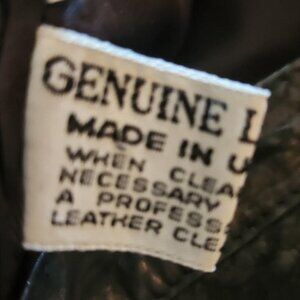 GENUINE L
MADE IN U
WHEN CLEA
NECESSARY
A PROFESS
LEATHER CLE